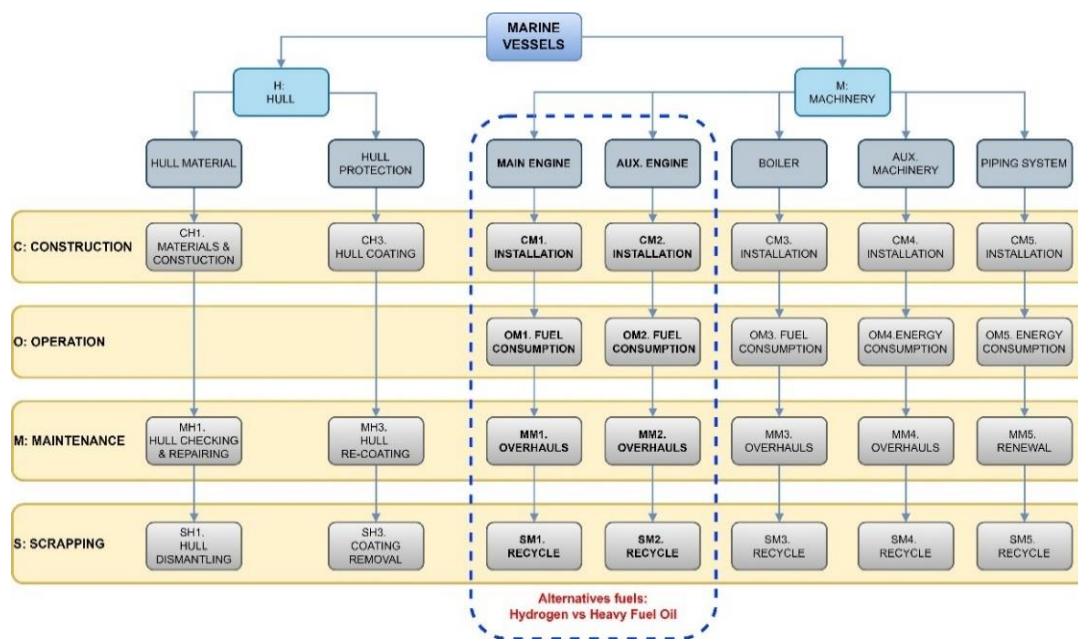 MARINE
VESSELS
H:
HULL
M:
MACHINERY
HULL MATERIAL
HULL
PROTECTION
MAIN ENGINE
AUX. ENGINE
BOILER
AUX.
MACHINERY
PIPING SYSTEM
C: CONSTRUCTION
CH1.
MATERIALS &
CONSTUCTION
CH3.
HULL COATING
CM1.
INSTALLATION
CM2.
INSTALLATION
CM3.
INSTALLATION
CM4.
INSTALLATION
CM5.
INSTALLATION
O: OPERATION
OM1. FUEL
CONSUMPTION
OM2. FUEL
CONSUMPTION
OM3. FUEL
CONSUMPTION
OM4.ENERGY
CONSUMPTION
OM5. ENERGY
CONSUMPTION
M: MAINTENANCE
MH1.
HULL CHECKING
& REPAIRING
MH3.
HULL
RE-COATING
MM1.
OVERHAULS
MM2.
OVERHAULS
MM3.
OVERHAULS
MM4.
OVERHAULS
MM5.
RENEWAL
S: SCRAPPING
SH1.
HULL
DISMANTLING
SH3.
COATING
REMOVAL
SM1.
RECYCLE
SM2.
RECYCLE
SM3.
RECYCLE
SM4.
RECYCLE
SM5.
RECYCLE
Alternatives fuels:
Hydrogen vs Heavy Fuel Oil